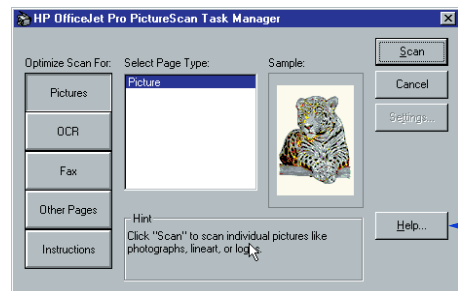 HP OfficeJet Pro PictureScan Task Manager
Optimize Scan For:
Select Page Type:
Sample:
Scan
Cancel
Settings...
Help...
Pictures
OCR
Fax
Other Pages
Instructions
Picture
Hint
Click "Scan" to scan individual pictures like
photographs, lineart, or logos.